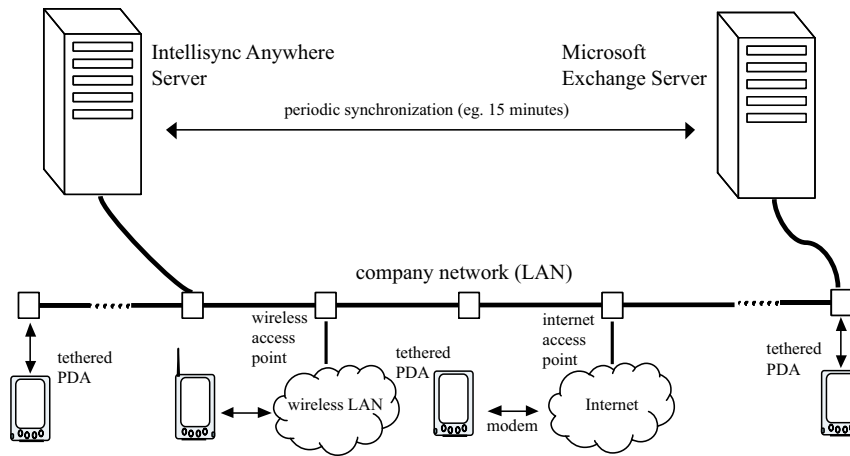 Intellisync Anywhere
Server
Microsoft
Exchange Server
periodic synchronization (eg. 15 minutes)
company network (LAN)
wireless
access
point
internet
access
point
tethered
PDA
tethered
PDA
tethered
PDA
wireless LAN
Internet
modem